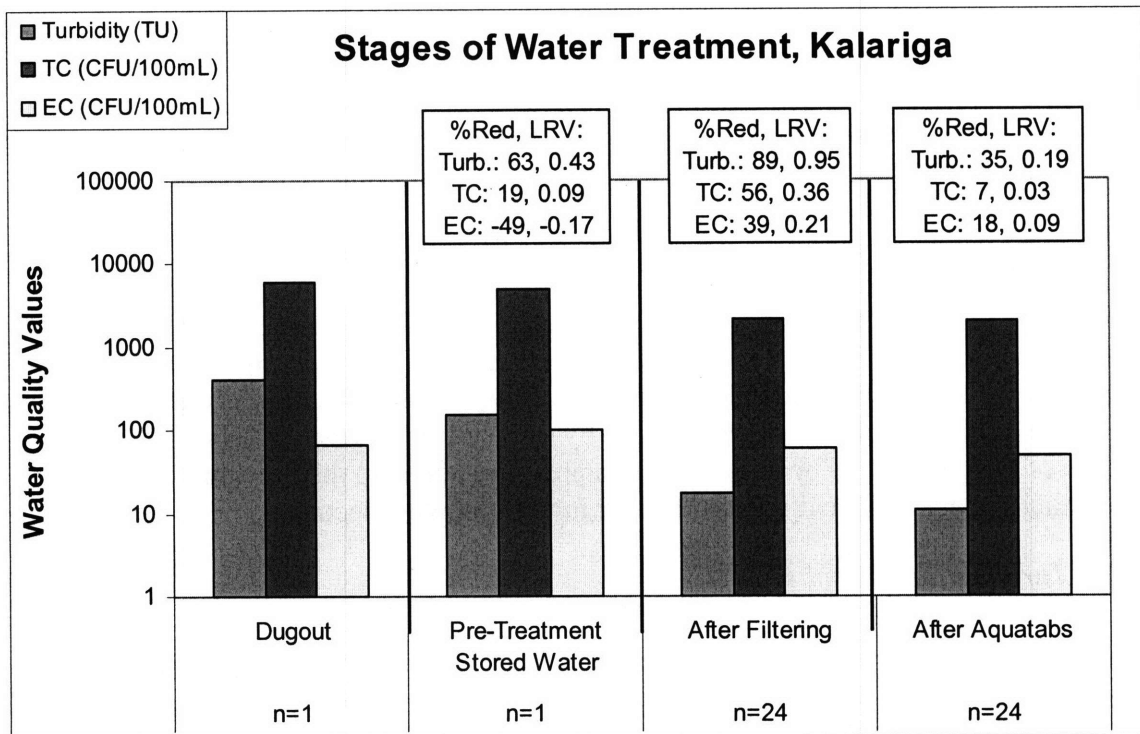 Turbidity (TU)
TC (CFU/100mL)
EC (CFU/100mL)
Stages of Water Treatment, Kalariga
%Red, LRV:
Turb.: 63, 0.43
TC: 19, 0.09
EC: -49, -0.17
%Red, LRV:
Turb.: 89, 0.95
TC: 56, 0.36
EC: 39, 0.21
%Red, LRV:
Turb.: 35, 0.19
TC: 7, 0.03
EC: 18, 0.09
Water Quality Values
100000
10000
1000
100
10
1
Dugout
Pre-Treatment
Stored Water
After Filtering
After Aquatabs
n=1
n=1
n=24
n=24